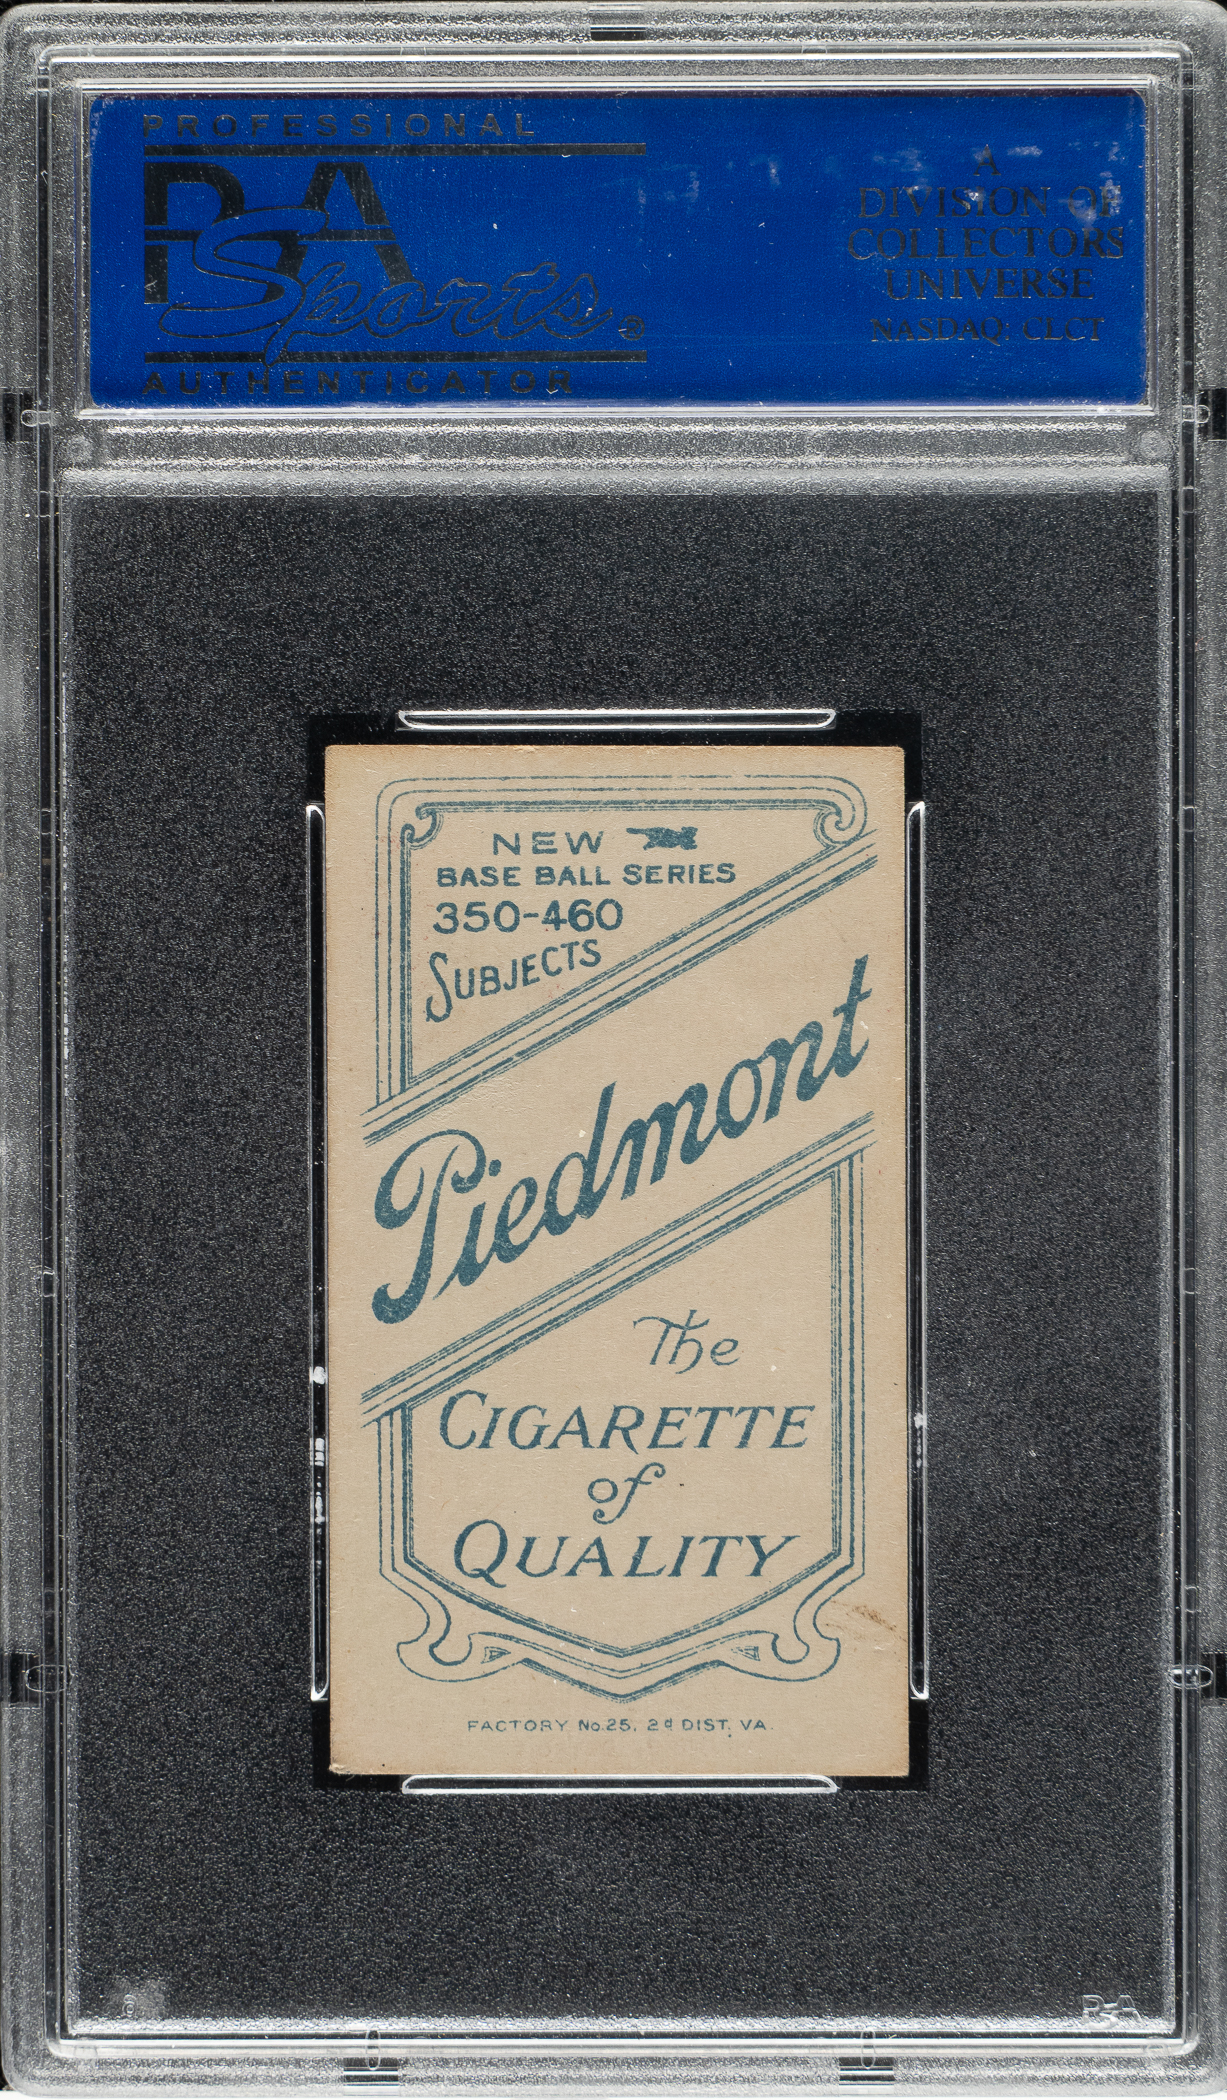 PROFESSIONAL
PSA
Sports
AUTHENTICATOR
A
DIVISION OF
COLLECTORS
UNIVERSE
NASDAQ: CLCT
NEW
BASE BALL SERIES
350-460
SUBJECTS
Piedmont
The
CIGARETTE
of
QUALITY
FACTORY No. 25, 2d DIST. VA.
PSA